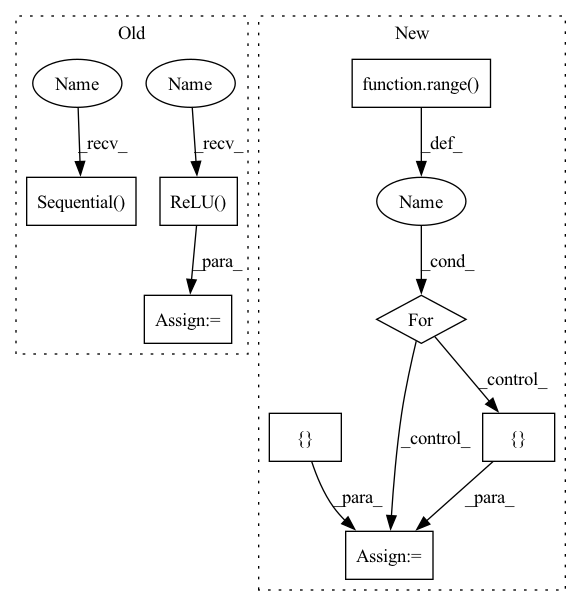 Old
New
Name
Name
function.range()
_recv_
_recv_
_def_
Sequential()
ReLU()
Name
_para_
_cond_
Assign:=
For
_control_
{}
_control_
{}
_para_
_para_
Assign:=